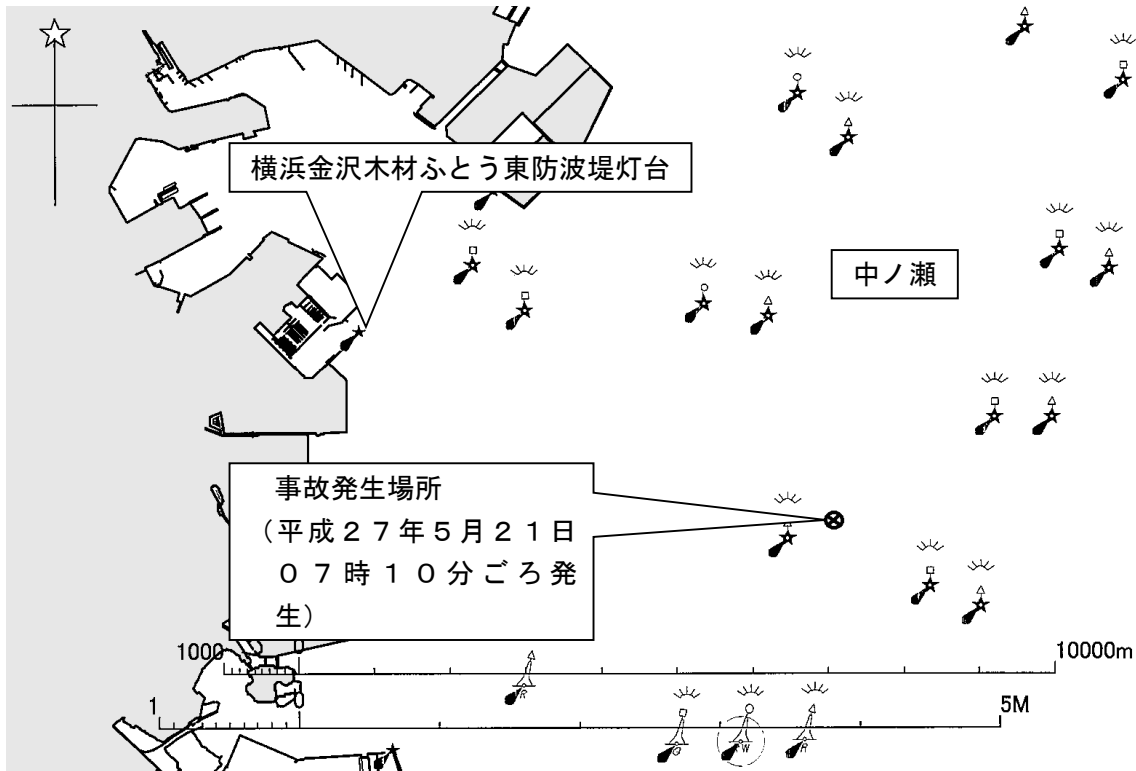 横浜金沢木材ふとう東防波堤灯台
中ノ瀬
事故発生場所
(平成27年5月21日
07時10分ごろ発
生)
1000
10000m
1
5M
R
G
W
R